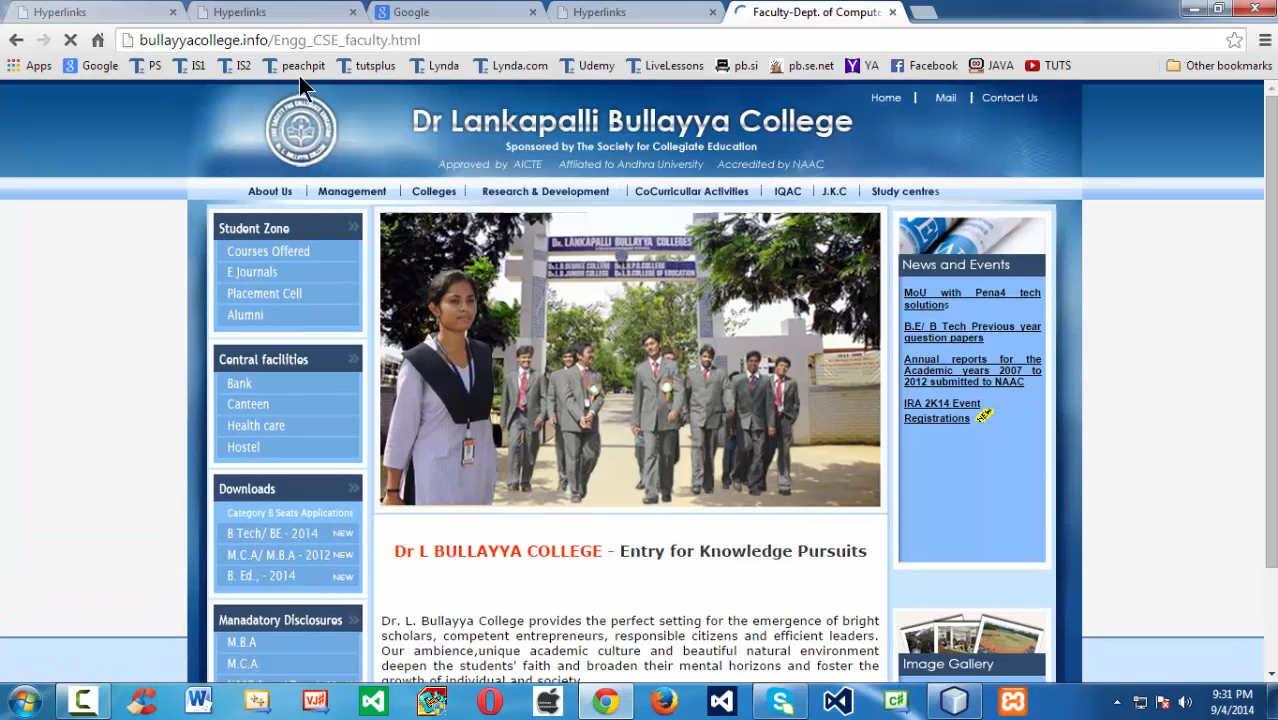 Hyperlinks
Hyperlinks
Google
Hyperlinks
Faculty-Dept. of Compute
bullayyacollege.info/Engg_CSE_faculty.html
Apps Google PS IS1 IS2 peachpit tutsplus Lynda Lynda.com Udemy LiveLessons pb.si pb.se.net YA Facebook JAVA TUTS Other bookmarks
Home | Mail | Contact Us
Dr Lankapalli Bullayya College
Sponsored by The Society for Collegiate Education
Approved by AICTE Affliated to Andhra University Accredited by NAAC
About Us | Management | Colleges | Research & Development | CoCurricullar Activities | IQAC | J.K.C | Study centres
Student Zone
Courses Offered
E Journals
Placement Cell
Alumni
Central facilities
Bank
Canteen
Health care
Hostel
Downloads
Category B Seats Applications
B Tech/ BE - 2014 NEW
M.C.A/ M.B.A - 2012 NEW
B. Ed., - 2014 NEW
Manadatory Disclosures
M.B.A
M.C.A
Dr. LANKAPALLI BULLAYYA COLLEGES
Dr L BULLAYYA COLLEGE - Entry for Knowledge Pursuits
Dr. L. Bullayya College provides the perfect setting for the emergence of bright
scholars, competent entrepreneurs, responsible citizens and efficient leaders.
Our ambience,unique academic culture and beautiful natural environment
deepen the students' faith and broaden their mental horizons and foster the
growth of individual and society.
News and Events
MoU with Pena4 tech
solutions
B.E/ B Tech Previous year
question papers
Annual reports for the
Academic years 2007 to
2012 submitted to NAAC
IRA 2K14 Event
Registrations NEW
Image Gallery
9:31 PM
9/4/2014